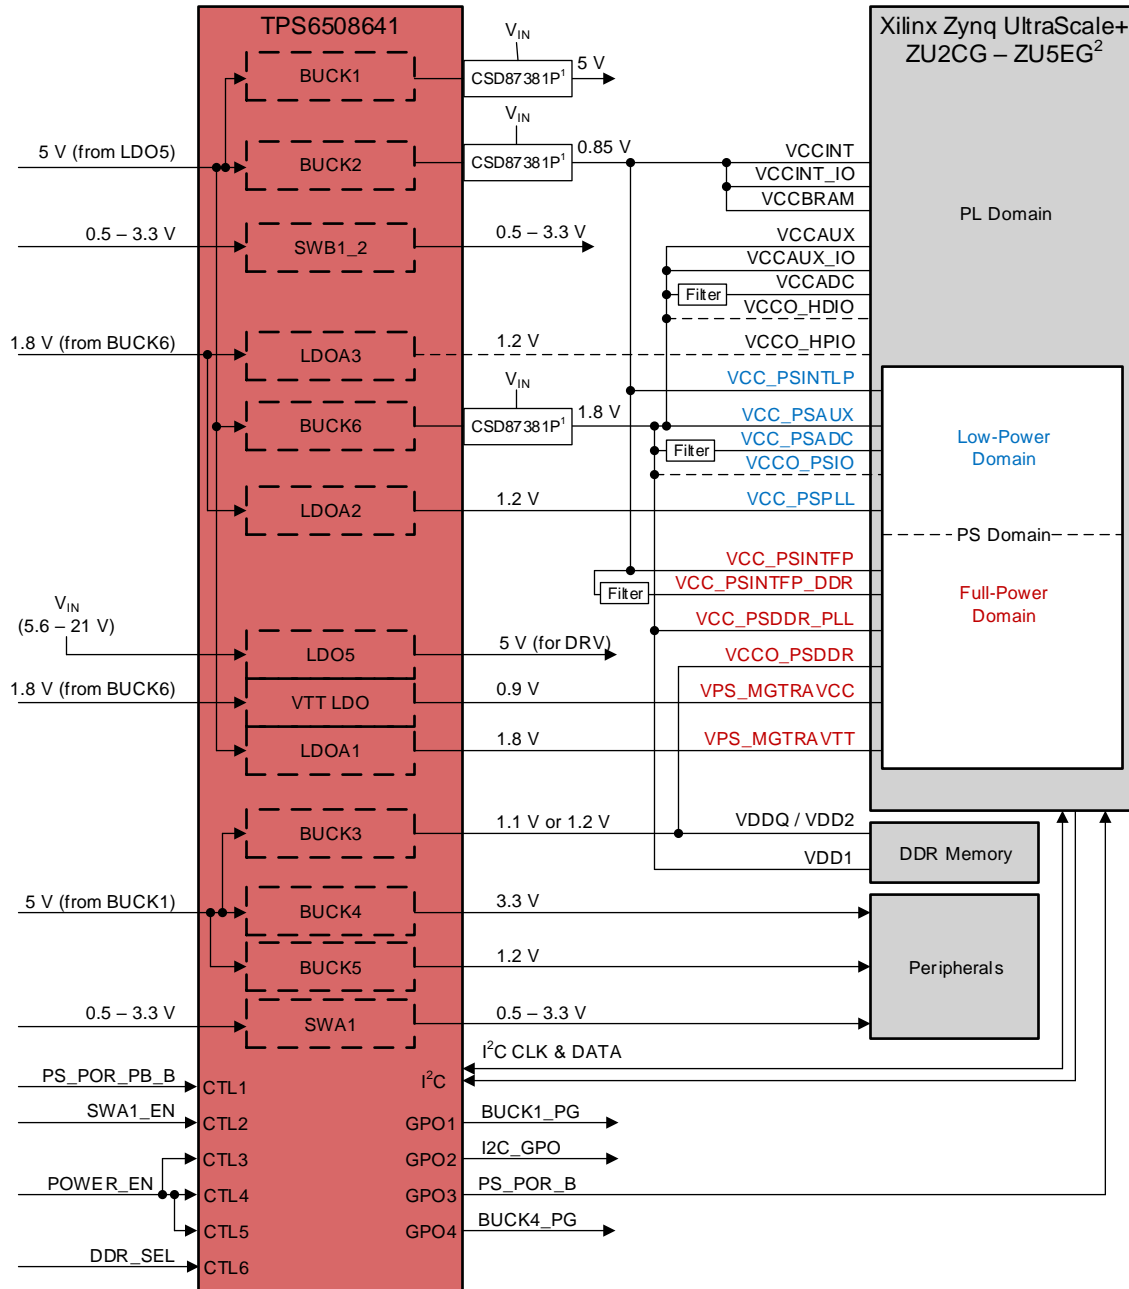 TPS6508641
Xilinx Zynq UltraScale+
ZU2CG – ZU5EG²
V_IN
BUCK1
CSD87381P¹
5 V
V_IN
5 V (from LDO5)
BUCK2
CSD87381P¹
0.85 V
VCCINT
VCCINT_IO
VCCBRAM
PL Domain
0.5 – 3.3 V
SWB1_2
0.5 – 3.3 V
VCCAUX
VCCAUX_IO
Filter
VCCADC
VCCO_HDIO
1.8 V (from BUCK6)
LDOA3
1.2 V
VCCO_HPIO
V_IN
VCC_PSINTLP
BUCK6
CSD87381P¹
1.8 V
VCC_PSAUX
Filter
VCC_PSADC
VCCO_PSIO
Low-Power
Domain
LDOA2
1.2 V
VCC_PSPLL
PS Domain
VCC_PSINTFP
Filter
VCC_PSINTFP_DDR
Full-Power
Domain
V_IN
(5.6 – 21 V)
VCC_PSDDR_PLL
LDO5
5 V (for DRV)
VCCO_PSDDR
1.8 V (from BUCK6)
VTT LDO
0.9 V
VPS_MGTRAVCC
LDOA1
1.8 V
VPS_MGTRAVTT
BUCK3
1.1 V or 1.2 V
VDDQ / VDD2
VDD1
DDR Memory
5 V (from BUCK1)
BUCK4
3.3 V
BUCK5
1.2 V
Peripherals
0.5 – 3.3 V
SWA1
0.5 – 3.3 V
I²C CLK & DATA
PS_POR_PB_B
CTL1
I²C
SWA1_EN
CTL2
GPO1
BUCK1_PG
CTL3
GPO2
I2C_GPO
POWER_EN
CTL4
GPO3
PS_POR_B
CTL5
GPO4
BUCK4_PG
DDR_SEL
CTL6